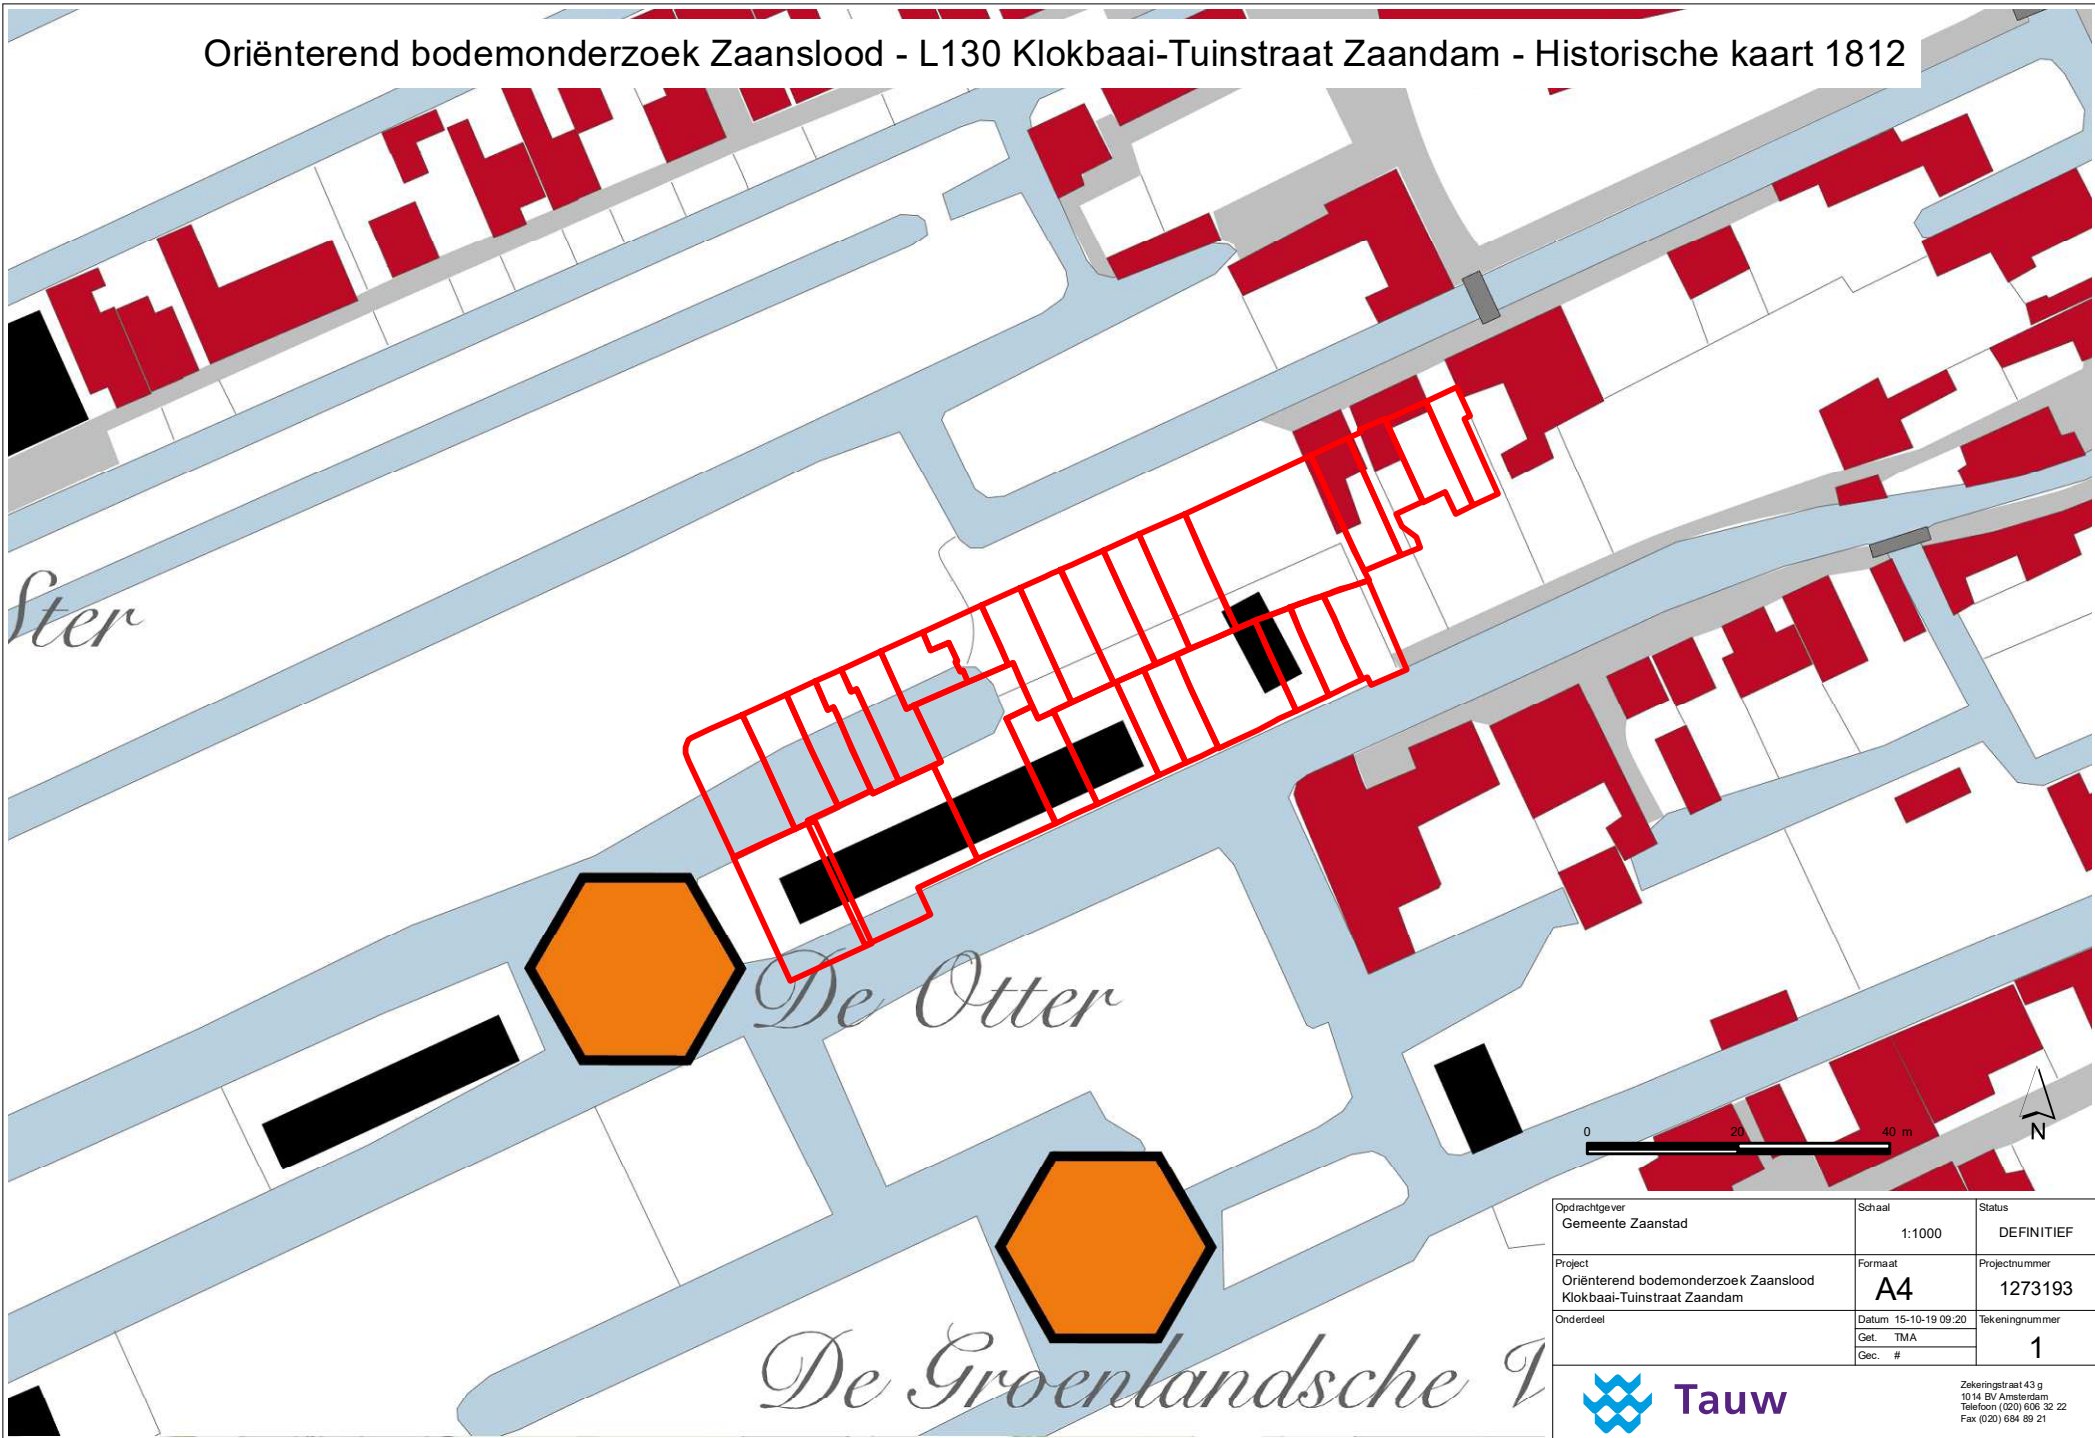 Oriënterend bodemonderzoek Zaanslood - L130 Klokbaai-Tuinstraat Zaandam - Historische kaart 1812
Ster
De Otter
De Groenlandsche
0 20 40 m
N
Opdrachtgever
Gemeente Zaanstad
Schaal
1:1000
Status
DEFINITIEF
Project
Oriënterend bodemonderzoek Zaanslood
Klokbaai-Tuinstraat Zaandam
Formaat
A4
Projectnummer
1273193
Onderdeel
Datum 15-10-19 09:20
Get. TMA
Gec. #
Tekeningnummer
1
Tauw
Zekeringstraat 43 g
1014 BV Amsterdam
Telefoon (020) 606 32 22
Fax (020) 684 89 21